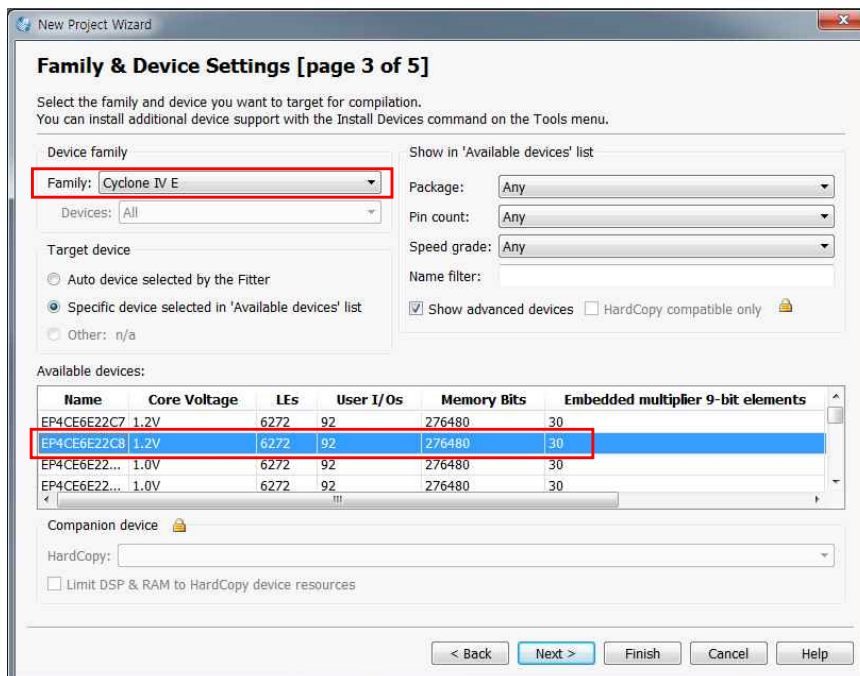 New Project Wizard
Family & Device Settings [page 3 of 5]
Select the family and device you want to target for compilation.
You can install additional device support with the Install Devices command on the Tools menu.
Device family
Family: Cyclone IV E
Devices: All
Show in 'Available devices' list
Package: Any
Pin count: Any
Speed grade: Any
Name filter:
Show advanced devices HardCopy compatible only
Target device
Auto device selected by the Fitter
Specific device selected in 'Available devices' list
Other: n/a
Available devices:
Name Core Voltage LEs User I/Os Memory Bits Embedded multiplier 9-bit elements
EP4CE6E22C7 1.2V 6272 92 276480 30
EP4CE6E22C8 1.2V 6272 92 276480 30
EP4CE6E22... 1.0V 6272 92 276480 30
EP4CE6E22... 1.0V 6272 92 276480 30
Companion device
HardCopy:
Limit DSP & RAM to HardCopy device resources
< Back Next > Finish Cancel Help